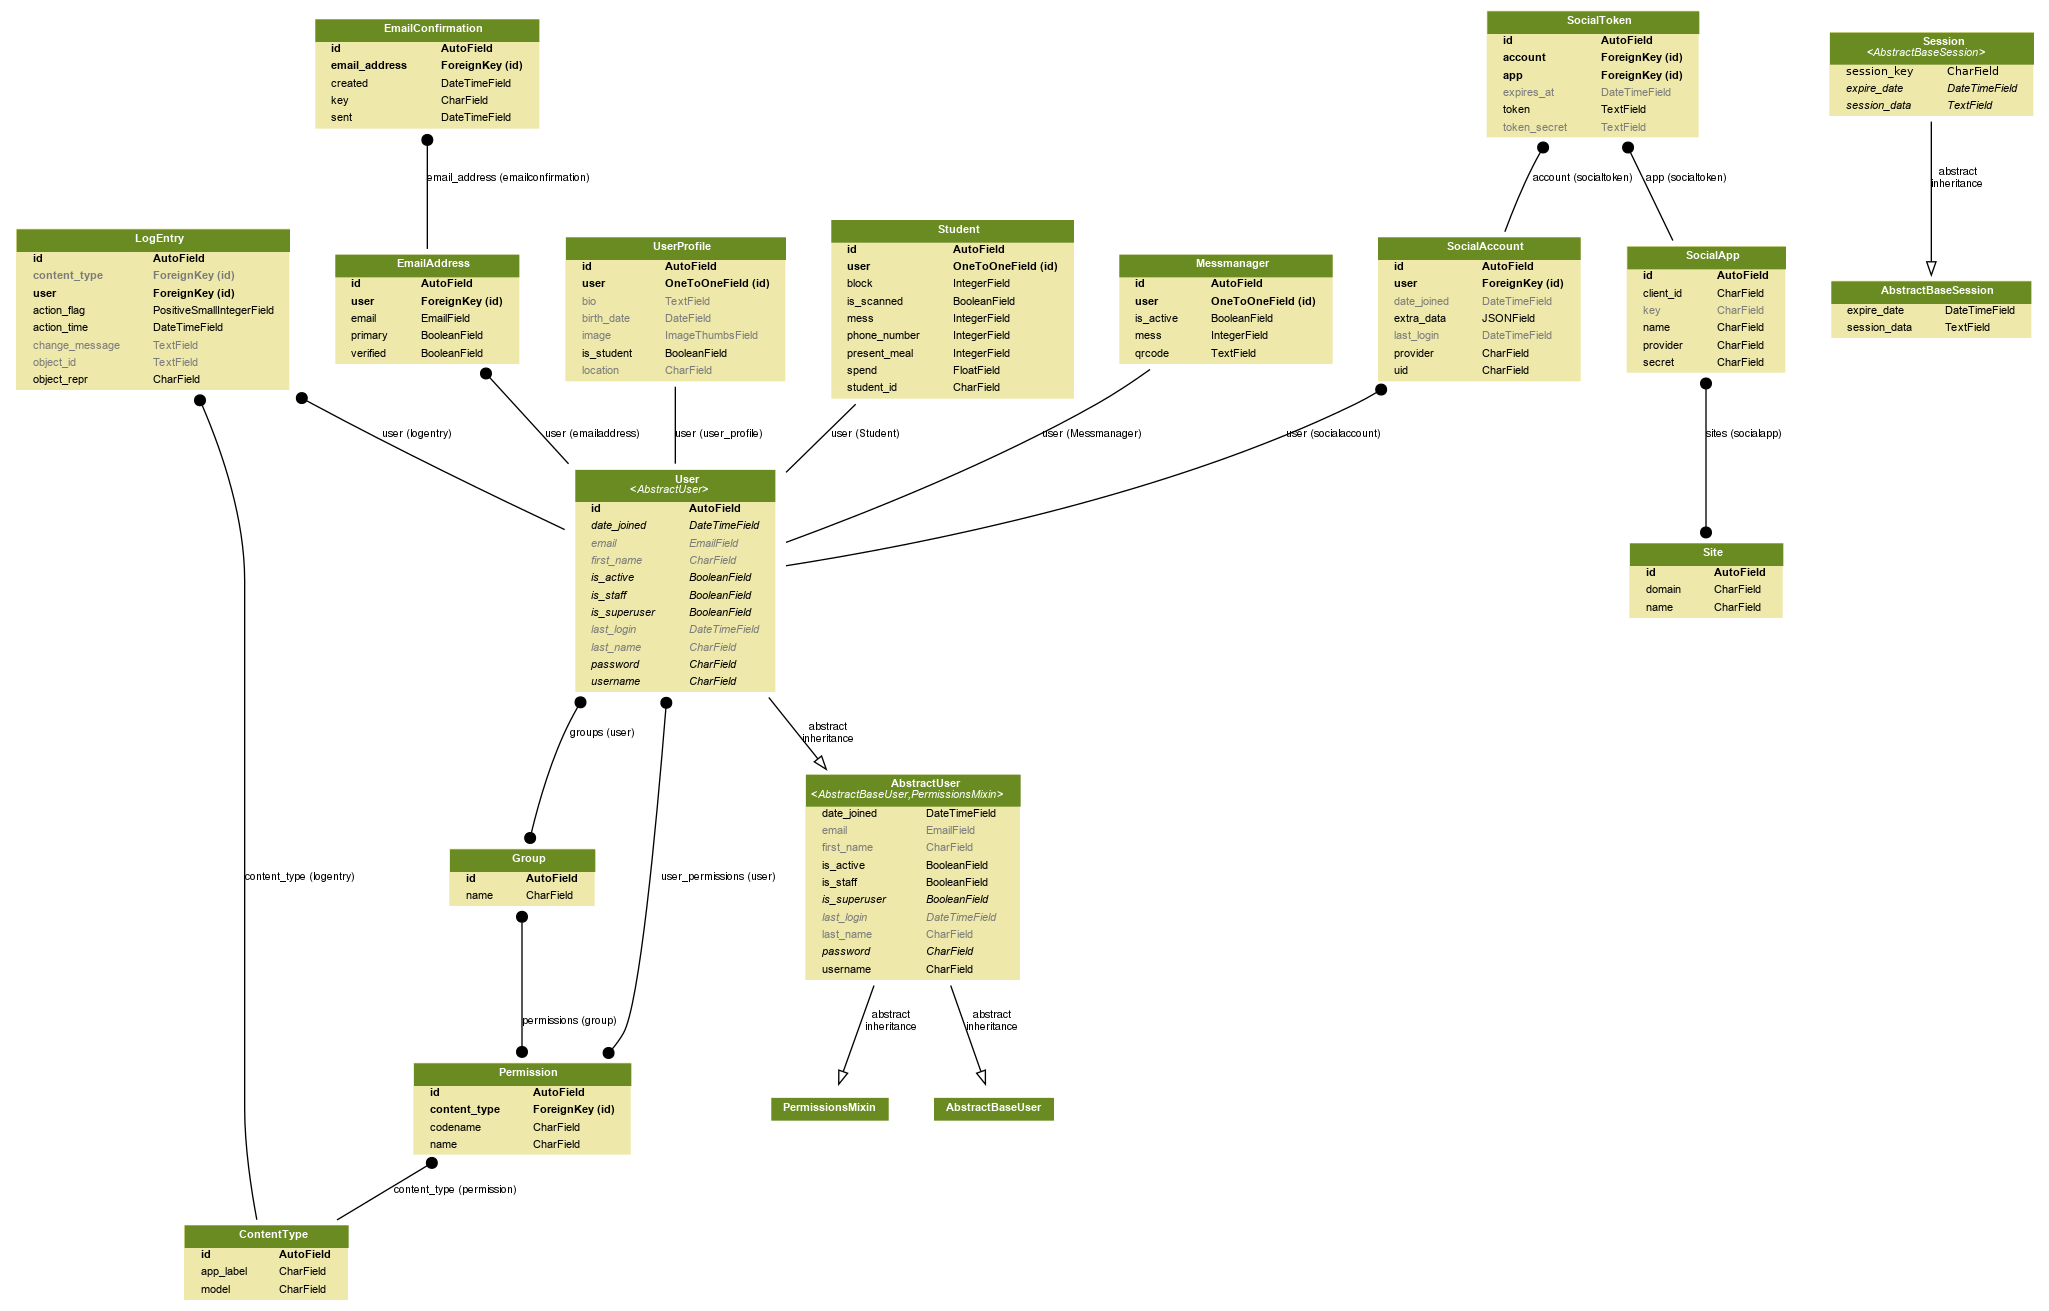 EmailConfirmation
id AutoField
email_address ForeignKey (id)
created DateTimeField
key CharField
sent DateTimeField
SocialToken
id AutoField
account ForeignKey (id)
app ForeignKey (id)
expires_at DateTimeField
token TextField
token_secret TextField
Session
<AbstractBaseSession>
session_key CharField
expire_date DateTimeField
session_data TextField
email_address (emailconfirmation)
account (socialtoken)
app (socialtoken)
abstract
inheritance
LogEntry
id AutoField
content_type ForeignKey (id)
user ForeignKey (id)
action_flag PositiveSmallIntegerField
action_time DateTimeField
change_message TextField
object_id TextField
object_repr CharField
EmailAddress
id AutoField
user ForeignKey (id)
email EmailField
primary BooleanField
verified BooleanField
UserProfile
id AutoField
user OneToOneField (id)
bio TextField
birth_date DateField
image ImageThumbsField
is_student BooleanField
location CharField
Student
id AutoField
user OneToOneField (id)
block IntegerField
is_scanned BooleanField
mess IntegerField
phone_number IntegerField
present_meal IntegerField
spend FloatField
student_id CharField
Messmanager
id AutoField
user OneToOneField (id)
is_active BooleanField
mess IntegerField
qrcode TextField
SocialAccount
id AutoField
user ForeignKey (id)
date_joined DateTimeField
extra_data JSONField
last_login DateTimeField
provider CharField
uid CharField
SocialApp
id AutoField
client_id CharField
key CharField
name CharField
provider CharField
secret CharField
AbstractBaseSession
expire_date DateTimeField
session_data TextField
user (logentry)
user (emailaddress)
user (user_profile)
user (Student)
user (Messmanager)
user (socialaccount)
sites (socialapp)
User
<AbstractUser>
id AutoField
date_joined DateTimeField
email EmailField
first_name CharField
is_active BooleanField
is_staff BooleanField
is_superuser BooleanField
last_login DateTimeField
last_name CharField
password CharField
username CharField
Site
id AutoField
domain CharField
name CharField
groups (user)
abstract
inheritance
AbstractUser
<AbstractBaseUser,PermissionsMixin>
date_joined DateTimeField
email EmailField
first_name CharField
is_active BooleanField
is_staff BooleanField
is_superuser BooleanField
last_login DateTimeField
last_name CharField
password CharField
username CharField
Group
id AutoField
name CharField
content_type (logentry)
user_permissions (user)
permissions (group)
abstract
inheritance
abstract
inheritance
Permission
id AutoField
content_type ForeignKey (id)
codename CharField
name CharField
PermissionsMixin
AbstractBaseUser
content_type (permission)
ContentType
id AutoField
app_label CharField
model CharField